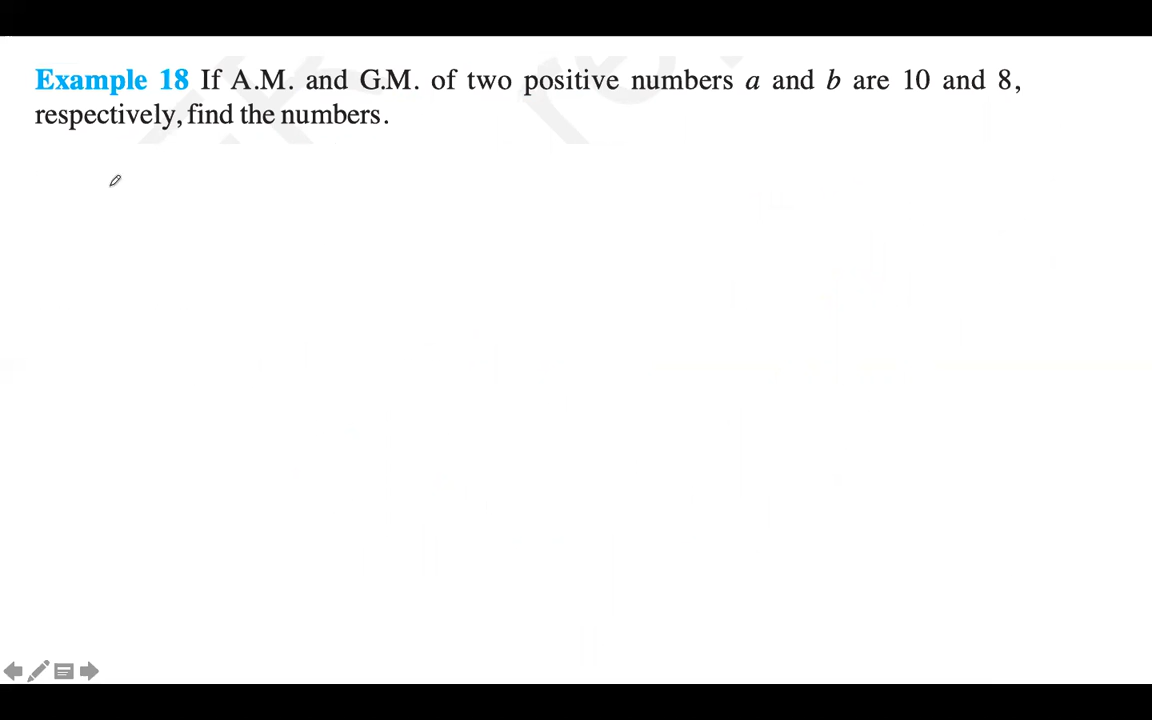 Example 18 If A.M. and G.M. of two positive numbers a and b are 10 and 8,
respectively, find the numbers.